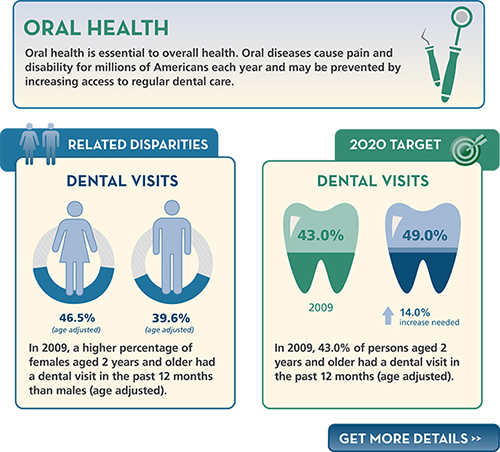 ORAL HEALTH
Oral health is essential to overall health. Oral diseases cause pain and
disability for millions of Americans each year and may be prevented by
increasing access to regular dental care.
RELATED DISPARITIES
DENTAL VISITS
46.5%
(age adjusted)
39.6%
(age adjusted)
In 2009, a higher percentage of
females aged 2 years and older had
a dental visit in the past 12 months
than males (age adjusted).
2020 TARGET
DENTAL VISITS
43.0%
49.0%
2009
14.0%
increase needed
In 2009, 43.0% of persons aged 2
years and older had a dental visit in
the past 12 months (age adjusted).
GET MORE DETAILS >>